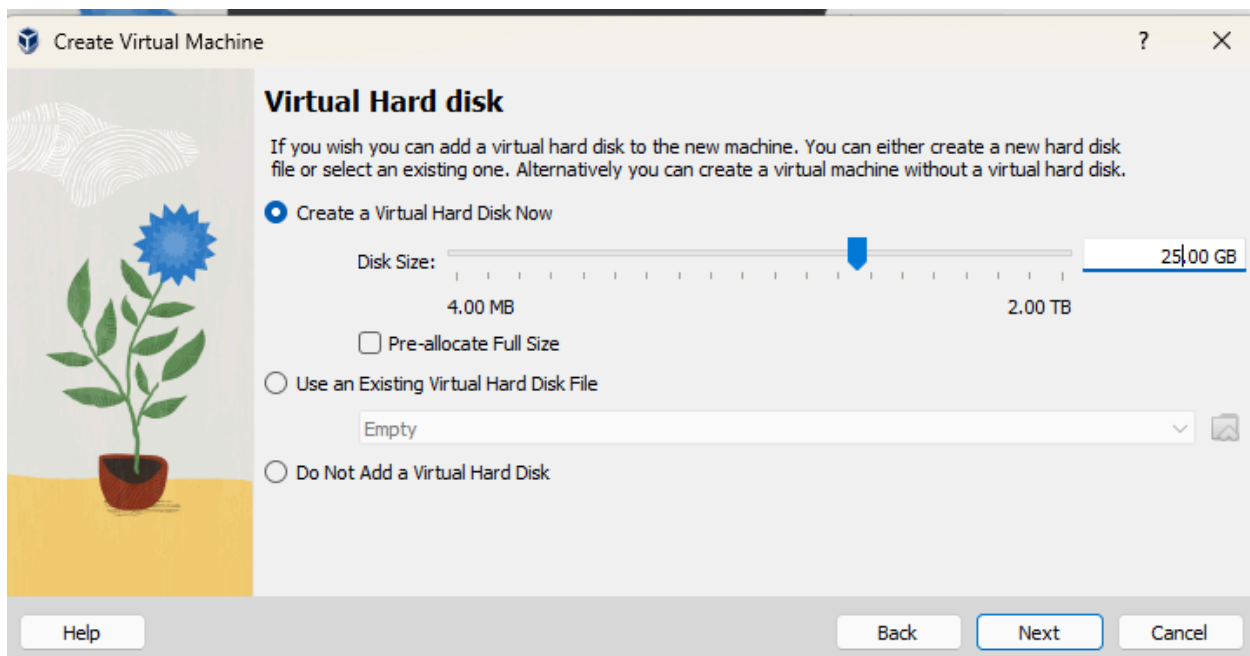 Create Virtual Machine
?
Virtual Hard disk
If you wish you can add a virtual hard disk to the new machine. You can either create a new hard disk
file or select an existing one. Alternatively you can create a virtual machine without a virtual hard disk.
Create a Virtual Hard Disk Now
Disk Size:
25.00 GB
4.00 MB
2.00 TB
Pre-allocate Full Size
Use an Existing Virtual Hard Disk File
Empty
Do Not Add a Virtual Hard Disk
Help
Back
Next
Cancel